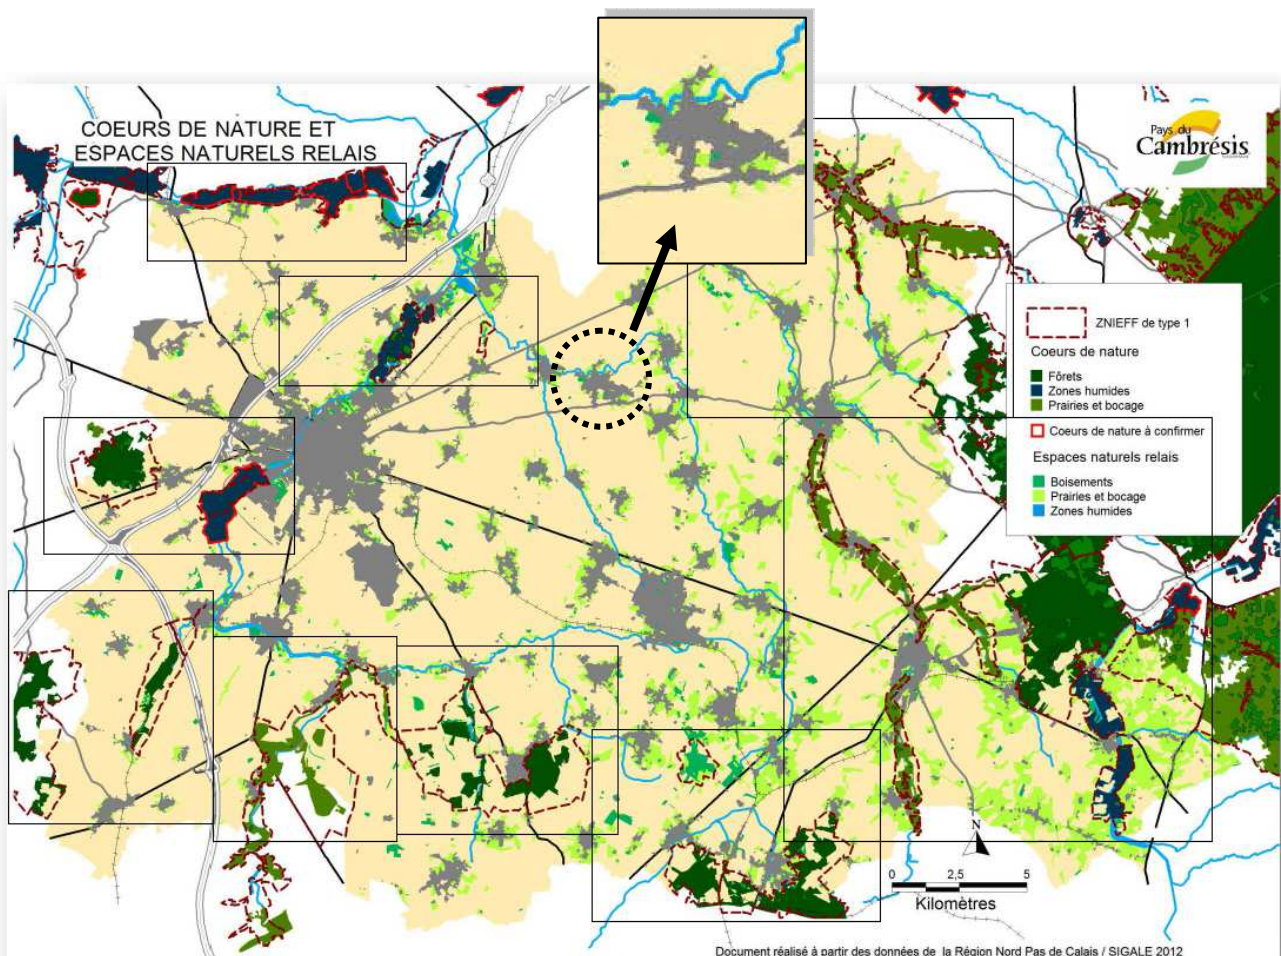 COEURS DE NATURE ET
ESPACES NATURELS RELAIS
Pays du
Cambrésis
ZNIEFF de type 1
Coeurs de nature
Fôrets
Zones humides
Prairies et bocage
Coeurs de nature à confirmer
Espaces naturels relais
Boisements
Prairies et bocage
Zones humides
N
0 2,5 5
Kilomètres
Document réalisé à partir des données de la Région Nord Pas de Calais / SIGALE 2012